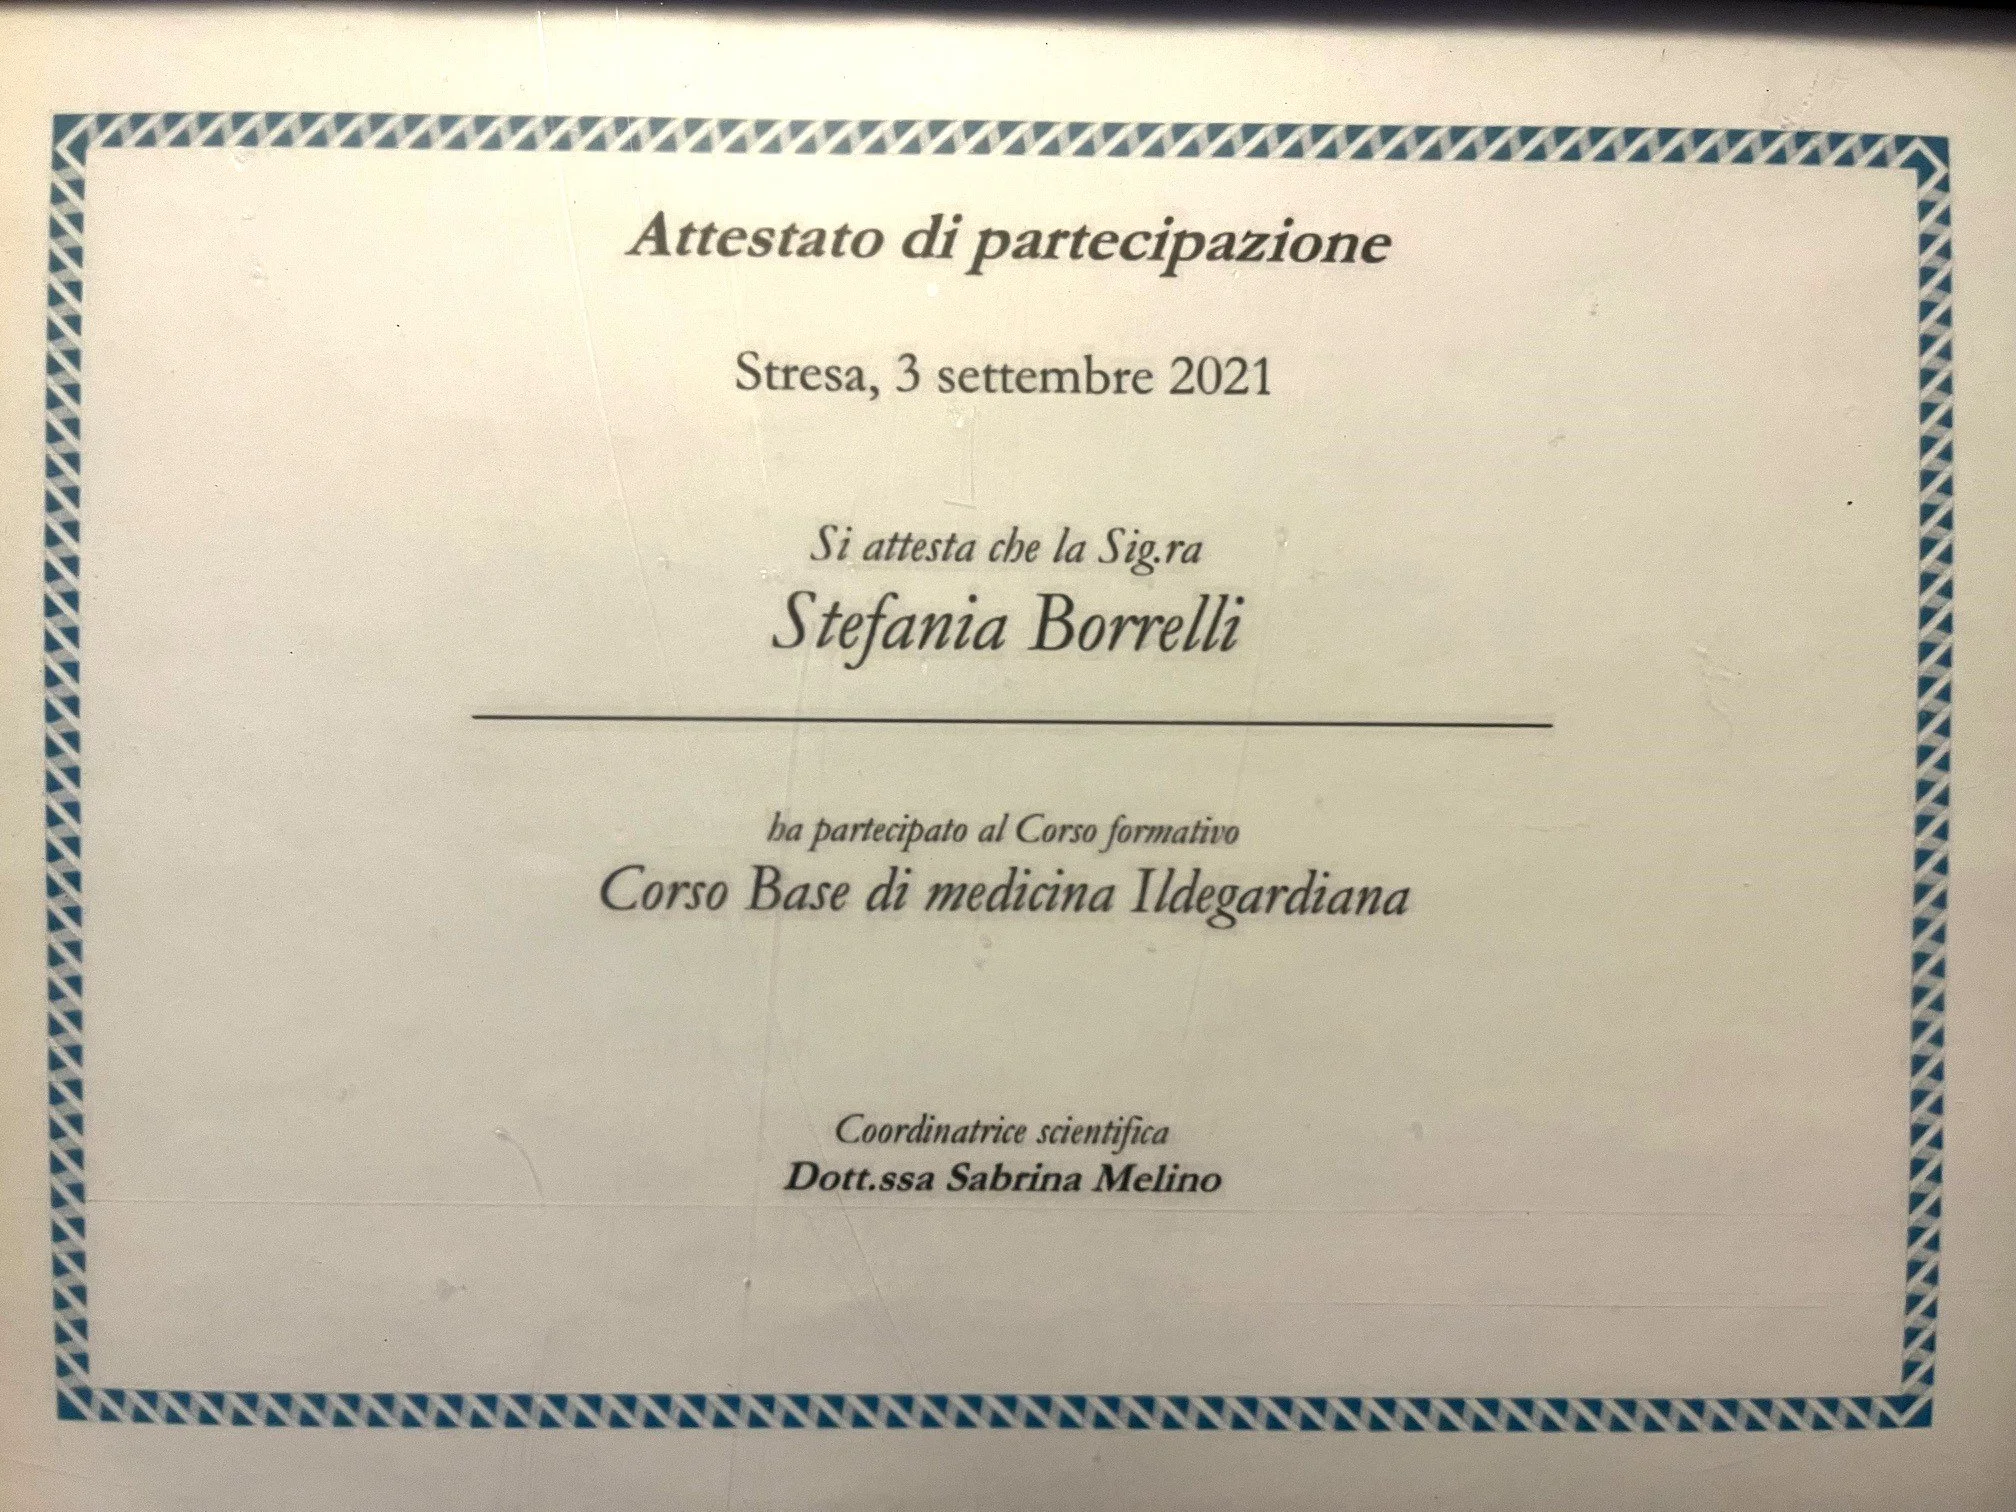 Attestato di partecipazione
Stresa, 3 settembre 2021
Si attesta che la Sig.ra
Stefania Borrelli
ha partecipato al Corso formativo
Corso Base di medicina Ildegardiana
Coordinatrice scientifica
Dott.ssa Sabrina Melino